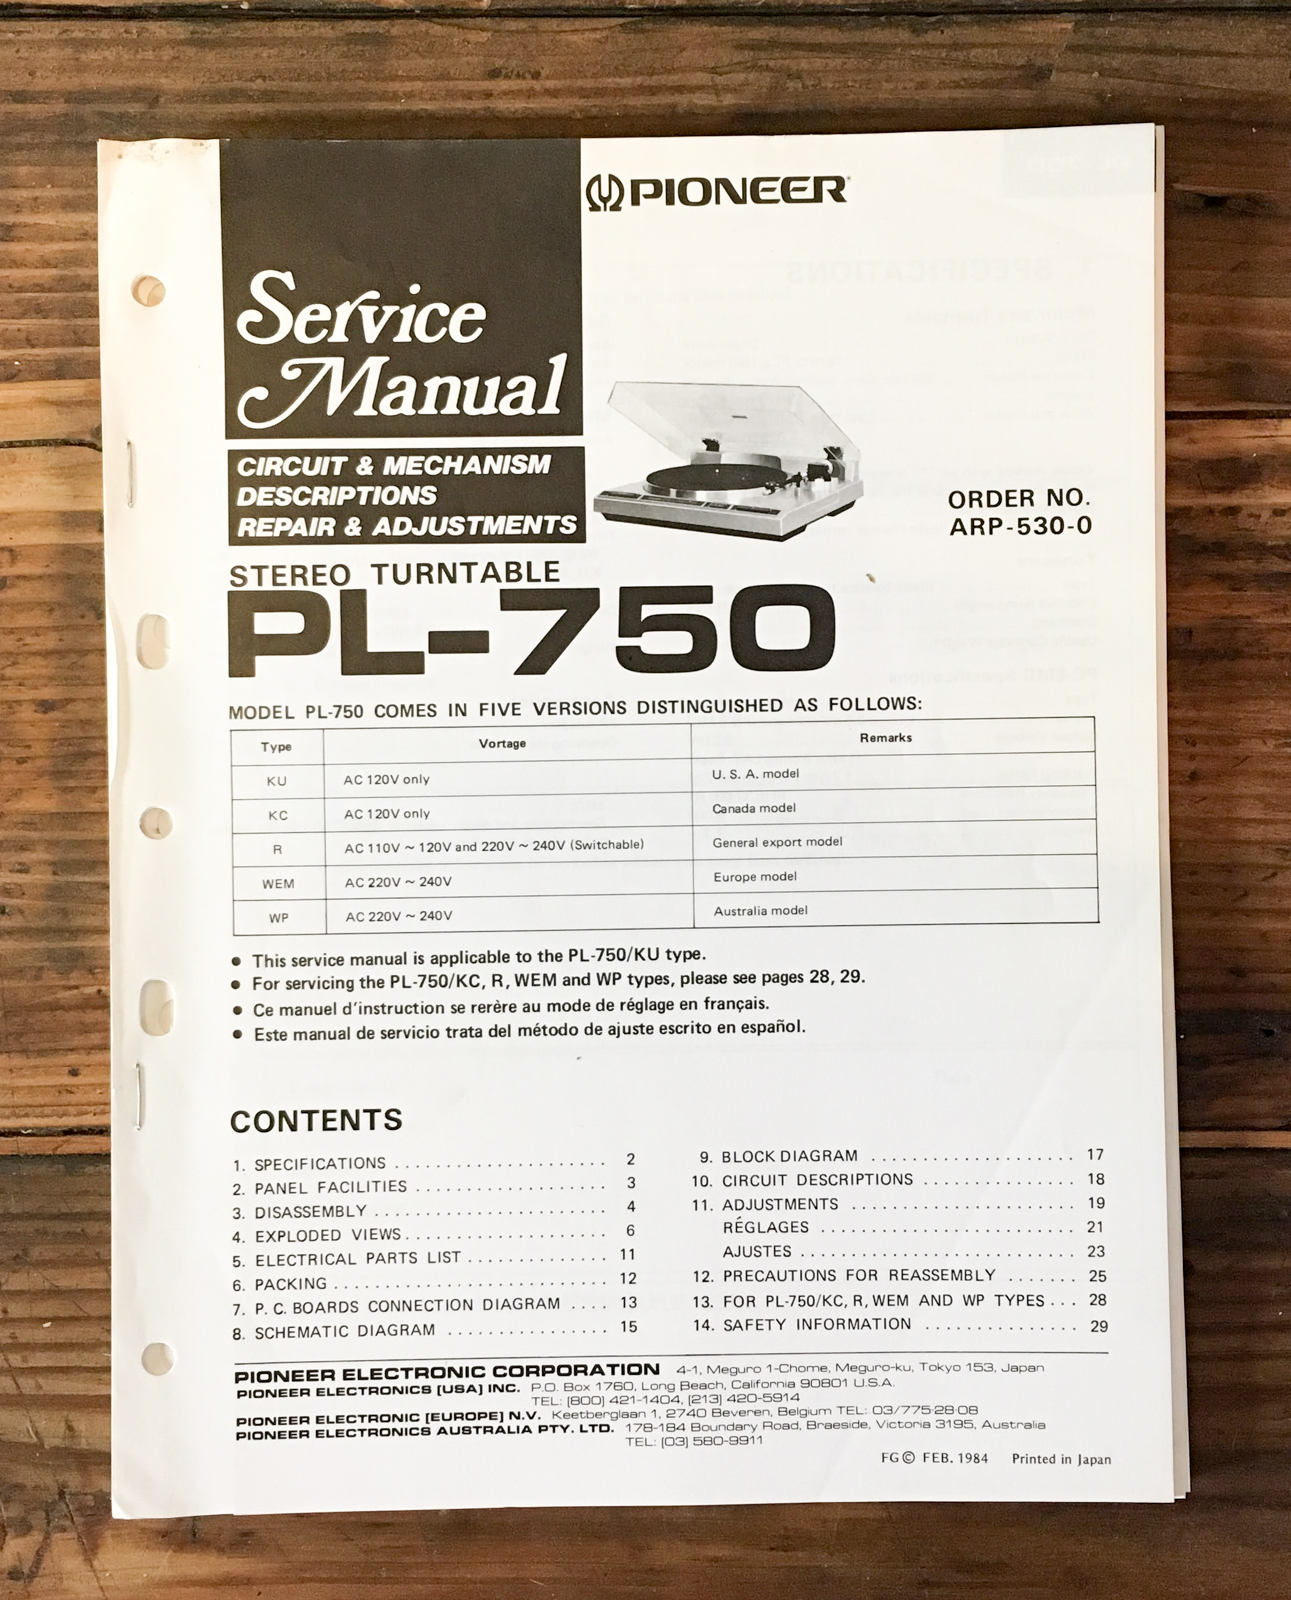 PIONEER
Service
Manual
CIRCUIT & MECHANISM
DESCRIPTIONS
REPAIR & ADJUSTMENTS
ORDER NO.
ARP-530-0
STEREO TURNTABLE
PL-750
MODEL PL-750 COMES IN FIVE VERSIONS DISTINGUISHED AS FOLLOWS:
Type Vortage Remarks
KU AC 120V only U. S. A. model
KC AC 120V only Canada model
R AC 110V ~ 120V and 220V ~ 240V (Switchable) General export model
WEM AC 220V ~ 240V Europe model
WP AC 220V ~ 240V Australia model
● This service manual is applicable to the PL-750/KU type.
● For servicing the PL-750/KC, R, WEM and WP types, please see pages 28, 29.
● Ce manuel d'instruction se rerère au mode de réglage en français.
● Este manual de servicio trata del método de ajuste escrito en español.
CONTENTS
1. SPECIFICATIONS . . . . . . . . . . . . . . . . . . . . . 2
2. PANEL FACILITIES . . . . . . . . . . . . . . . . . . . 3
3. DISASSEMBLY . . . . . . . . . . . . . . . . . . . . . . . 4
4. EXPLODED VIEWS . . . . . . . . . . . . . . . . . . . . 6
5. ELECTRICAL PARTS LIST . . . . . . . . . . . . . . 11
6. PACKING . . . . . . . . . . . . . . . . . . . . . . . . . . . 12
7. P. C. BOARDS CONNECTION DIAGRAM . . . . 13
8. SCHEMATIC DIAGRAM . . . . . . . . . . . . . . . . 15
9. BLOCK DIAGRAM . . . . . . . . . . . . . . . . . . . . 17
10. CIRCUIT DESCRIPTIONS . . . . . . . . . . . . . . . 18
11. ADJUSTMENTS . . . . . . . . . . . . . . . . . . . . . . 19
RÉGLAGES . . . . . . . . . . . . . . . . . . . . . . . . . 21
AJUSTES . . . . . . . . . . . . . . . . . . . . . . . . . . . 23
12. PRECAUTIONS FOR REASSEMBLY . . . . . . . 25
13. FOR PL-750/KC, R, WEM AND WP TYPES . . . 28
14. SAFETY INFORMATION . . . . . . . . . . . . . . . 29
PIONEER ELECTRONIC CORPORATION 4-1, Meguro 1-Chome, Meguro-ku, Tokyo 153, Japan
PIONEER ELECTRONICS [USA] INC. P.O. Box 1760, Long Beach, California 90801 U.S.A.
TEL: [800] 421-1404, [213] 420-5914
PIONEER ELECTRONIC [EUROPE] N.V. Keetberglaan 1, 2740 Beveren, Belgium TEL: 03/775·28·08
PIONEER ELECTRONICS AUSTRALIA PTY. LTD. 178-184 Boundary Road, Braeside, Victoria 3195, Australia
TEL: [03] 580-9911
FG © FEB. 1984 Printed in Japan